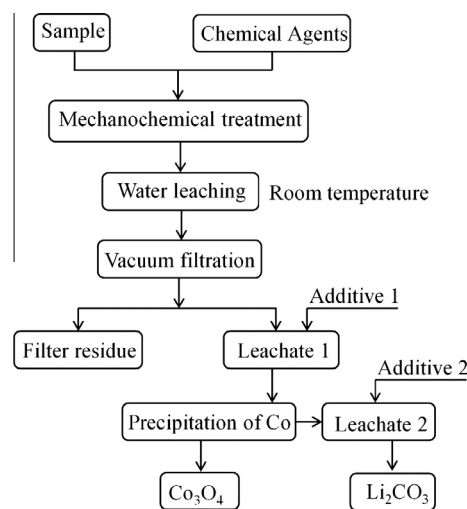 Sample
Chemical Agents
Mechanochemical treatment
Water leaching
Room temperature
Vacuum filtration
Additive 1
Filter residue
Leachate 1
Additive 2
Precipitation of Co
Leachate 2
Co₃O₄
Li₂CO₃